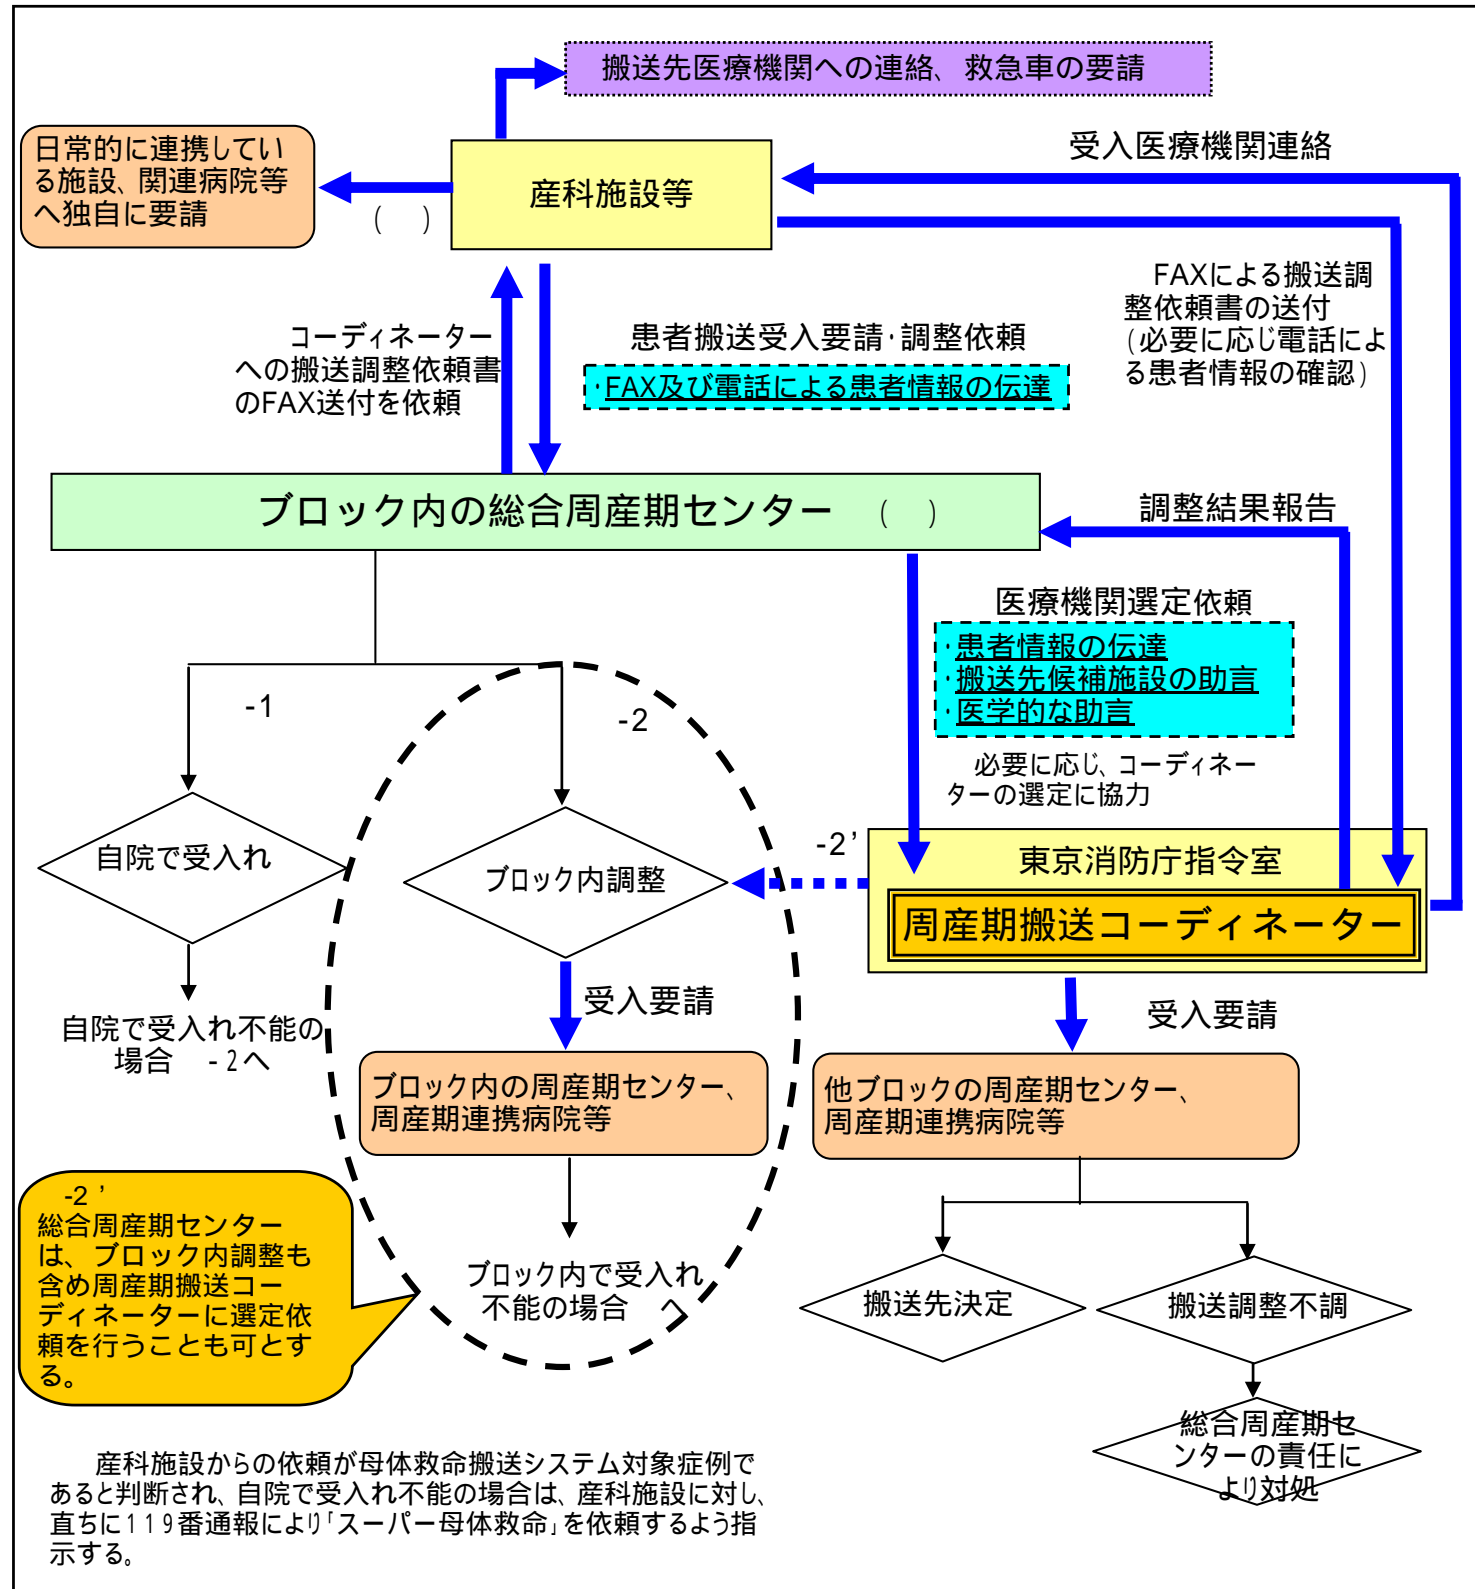 搬送先医療機関への連絡、救急車の要請
日常的に連携してい
る施設、関連病院等
へ独自に要請
(　)
産科施設等
受入医療機関連絡
FAXによる搬送調
整依頼書の送付
(必要に応じ電話によ
る患者情報の確認)
コーディネーター
への搬送調整依頼書
のFAX送付を依頼
患者搬送受入要請・調整依頼
・FAX及び電話による患者情報の伝達
ブロック内の総合周産期センター　(　)
調整結果報告
医療機関選定依頼
・患者情報の伝達
・搬送先候補施設の助言
・医学的な助言
必要に応じ、コーディネー
ターの選定に協力
-1
-2
自院で受入れ
ブロック内調整
-2’
東京消防庁指令室
周産期搬送コーディネーター
自院で受入れ不能の
場合　-2へ
受入要請
受入要請
ブロック内の周産期センター、
周産期連携病院等
他ブロックの周産期センター、
周産期連携病院等
-2’
総合周産期センター
は、ブロック内調整も
含め周産期搬送コー
ディネーターに選定依
頼を行うことも可とす
る。
ブロック内で受入れ
不能の場合　へ
搬送先決定
搬送調整不調
総合周産期セ
ンターの責任に
より対処
産科施設からの依頼が母体救命搬送システム対象症例で
あると判断され、自院で受入れ不能の場合は、産科施設に対し、
直ちに119番通報により「スーパー母体救命」を依頼するよう指
示する。